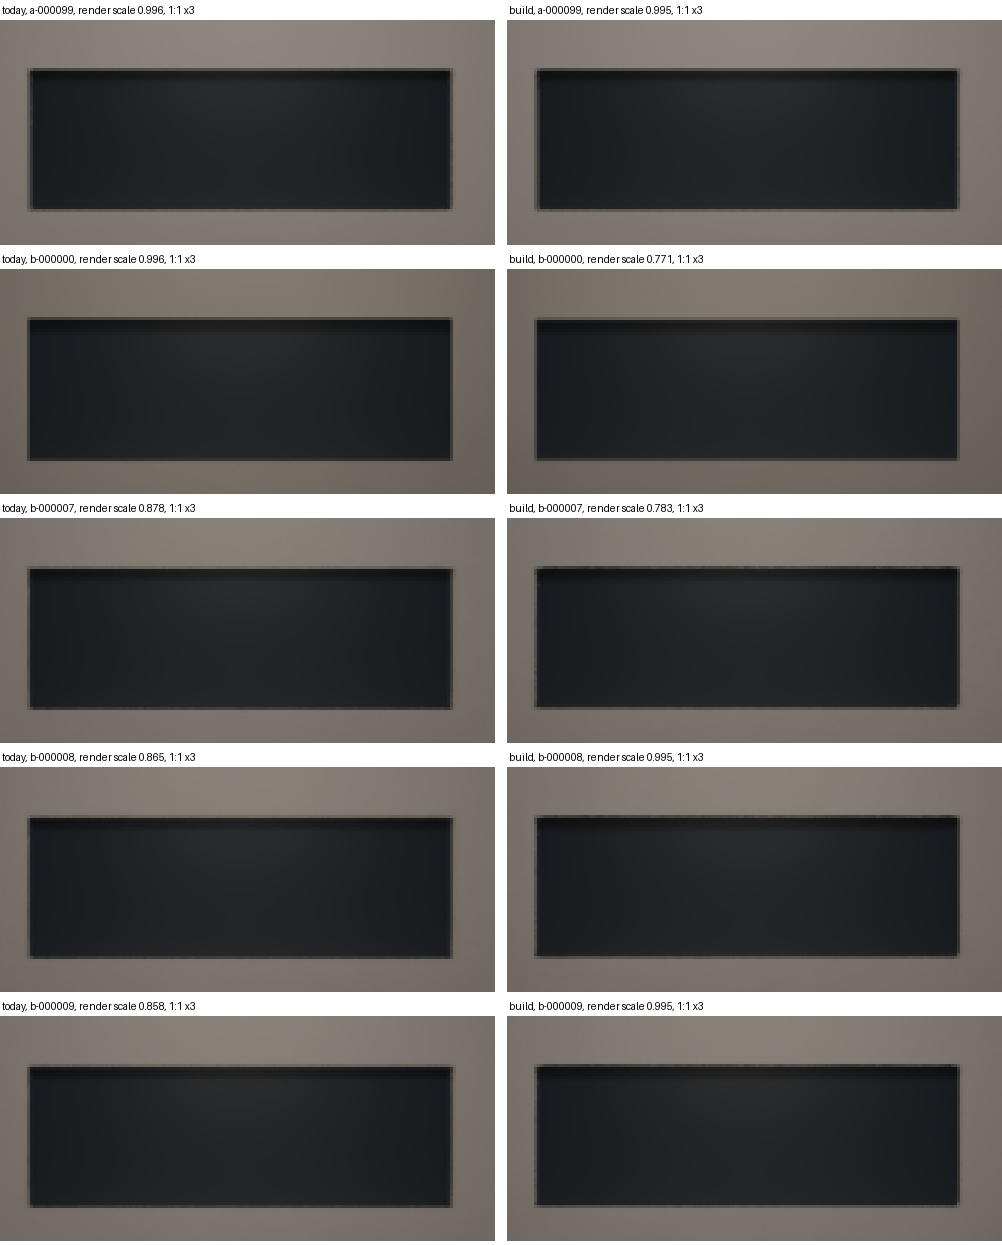 today, a-000099, render scale 0.996, 1:1 x3
build, a-000099, render scale 0.995, 1:1 x3
today, b-000000, render scale 0.996, 1:1 x3
build, b-000000, render scale 0.771, 1:1 x3
today, b-000007, render scale 0.878, 1:1 x3
build, b-000007, render scale 0.783, 1:1 x3
today, b-000008, render scale 0.865, 1:1 x3
build, b-000008, render scale 0.995, 1:1 x3
today, b-000009, render scale 0.858, 1:1 x3
build, b-000009, render scale 0.995, 1:1 x3